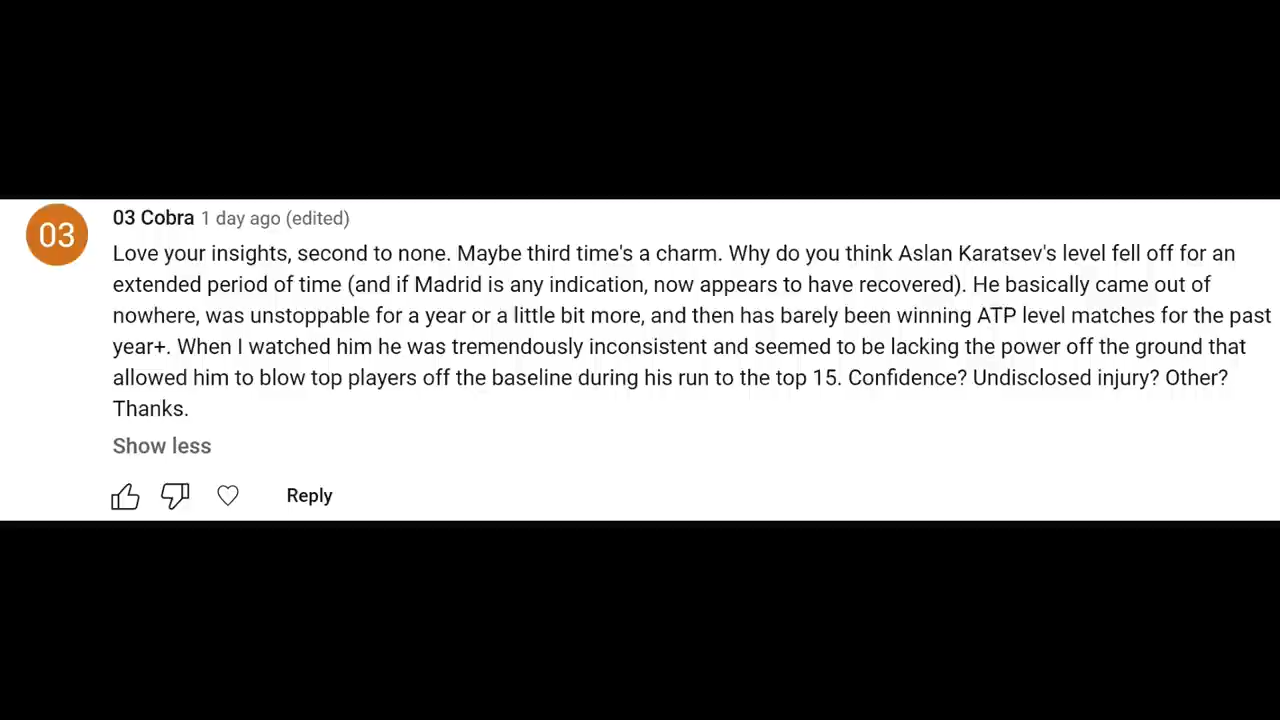 03
03 Cobra 1 day ago (edited)
Love your insights, second to none. Maybe third time's a charm. Why do you think Aslan Karatsev's level fell off for an
extended period of time (and if Madrid is any indication, now appears to have recovered). He basically came out of
nowhere, was unstoppable for a year or a little bit more, and then has barely been winning ATP level matches for the past
year+. When I watched him he was tremendously inconsistent and seemed to be lacking the power off the ground that
allowed him to blow top players off the baseline during his run to the top 15. Confidence? Undisclosed injury? Other?
Thanks.
Show less
Reply